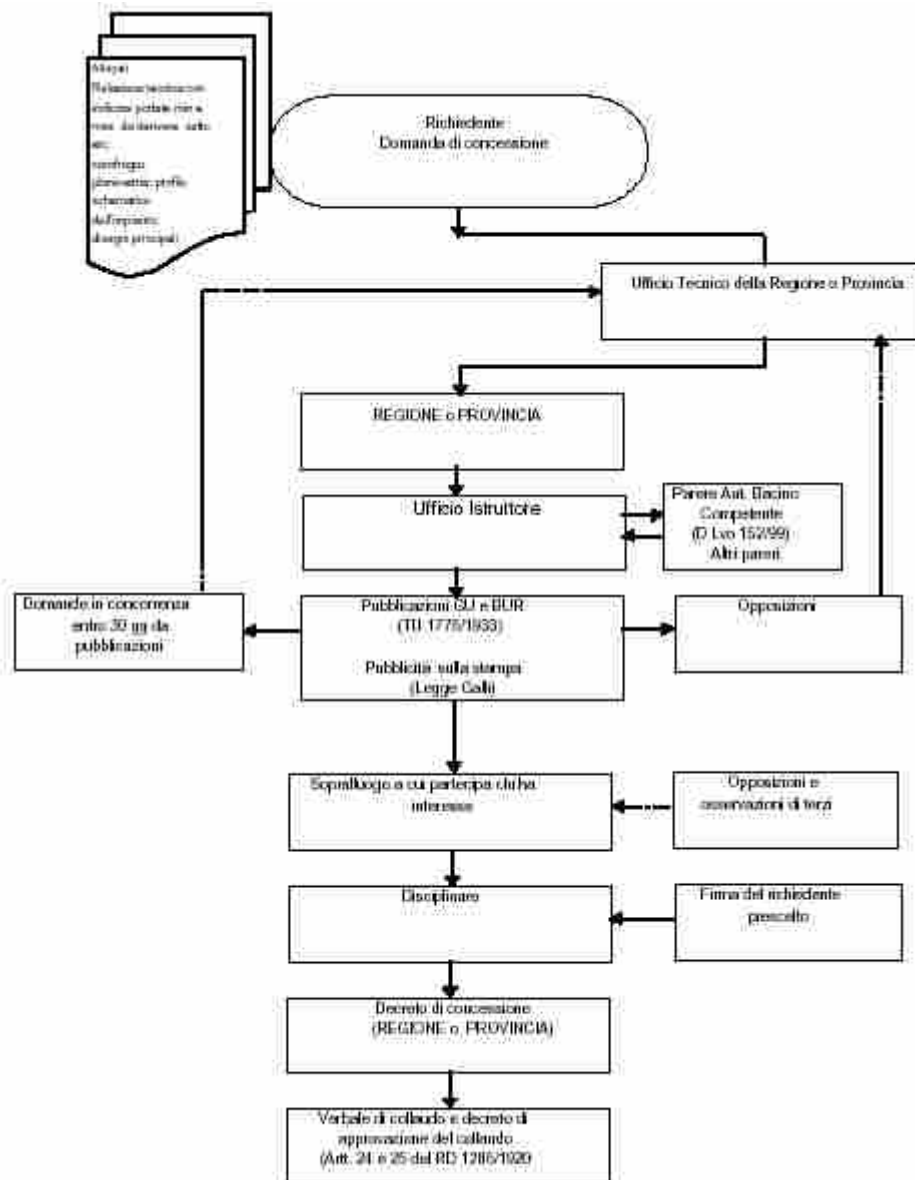 Allegati
Relazione tecnica con
indicate portate min e
max da derivare, salto,
etc.
corografia
planimetria, profilo
schematico
dell'impianto
disegni principali
Richiedente
Domanda di concessione
Ufficio Tecnico della Regione o Provincia
REGIONE o PROVINCIA
Ufficio Istruttore
Parere Aut. Bacino
Competente
(D.Lvo 152/99)
Altri pareri
Domande in concorrenza
entro 30 gg da
pubblicazioni
Pubblicazioni GU e BUR
(TU 1775/1933)
Pubblicità sulla stampa
(Legge Galli)
Opposizioni
Sopralluogo a cui partecipa chi ha
interesse
Opposizioni e
osservazioni di terzi
Disciplinare
Firma del richiedente
prescelto
Decreto di concessione
(REGIONE o PROVINCIA)
Verbale di collaudo e decreto di
approvazione del collaudo
(Artt. 24 e 25 del RD 1285/1920